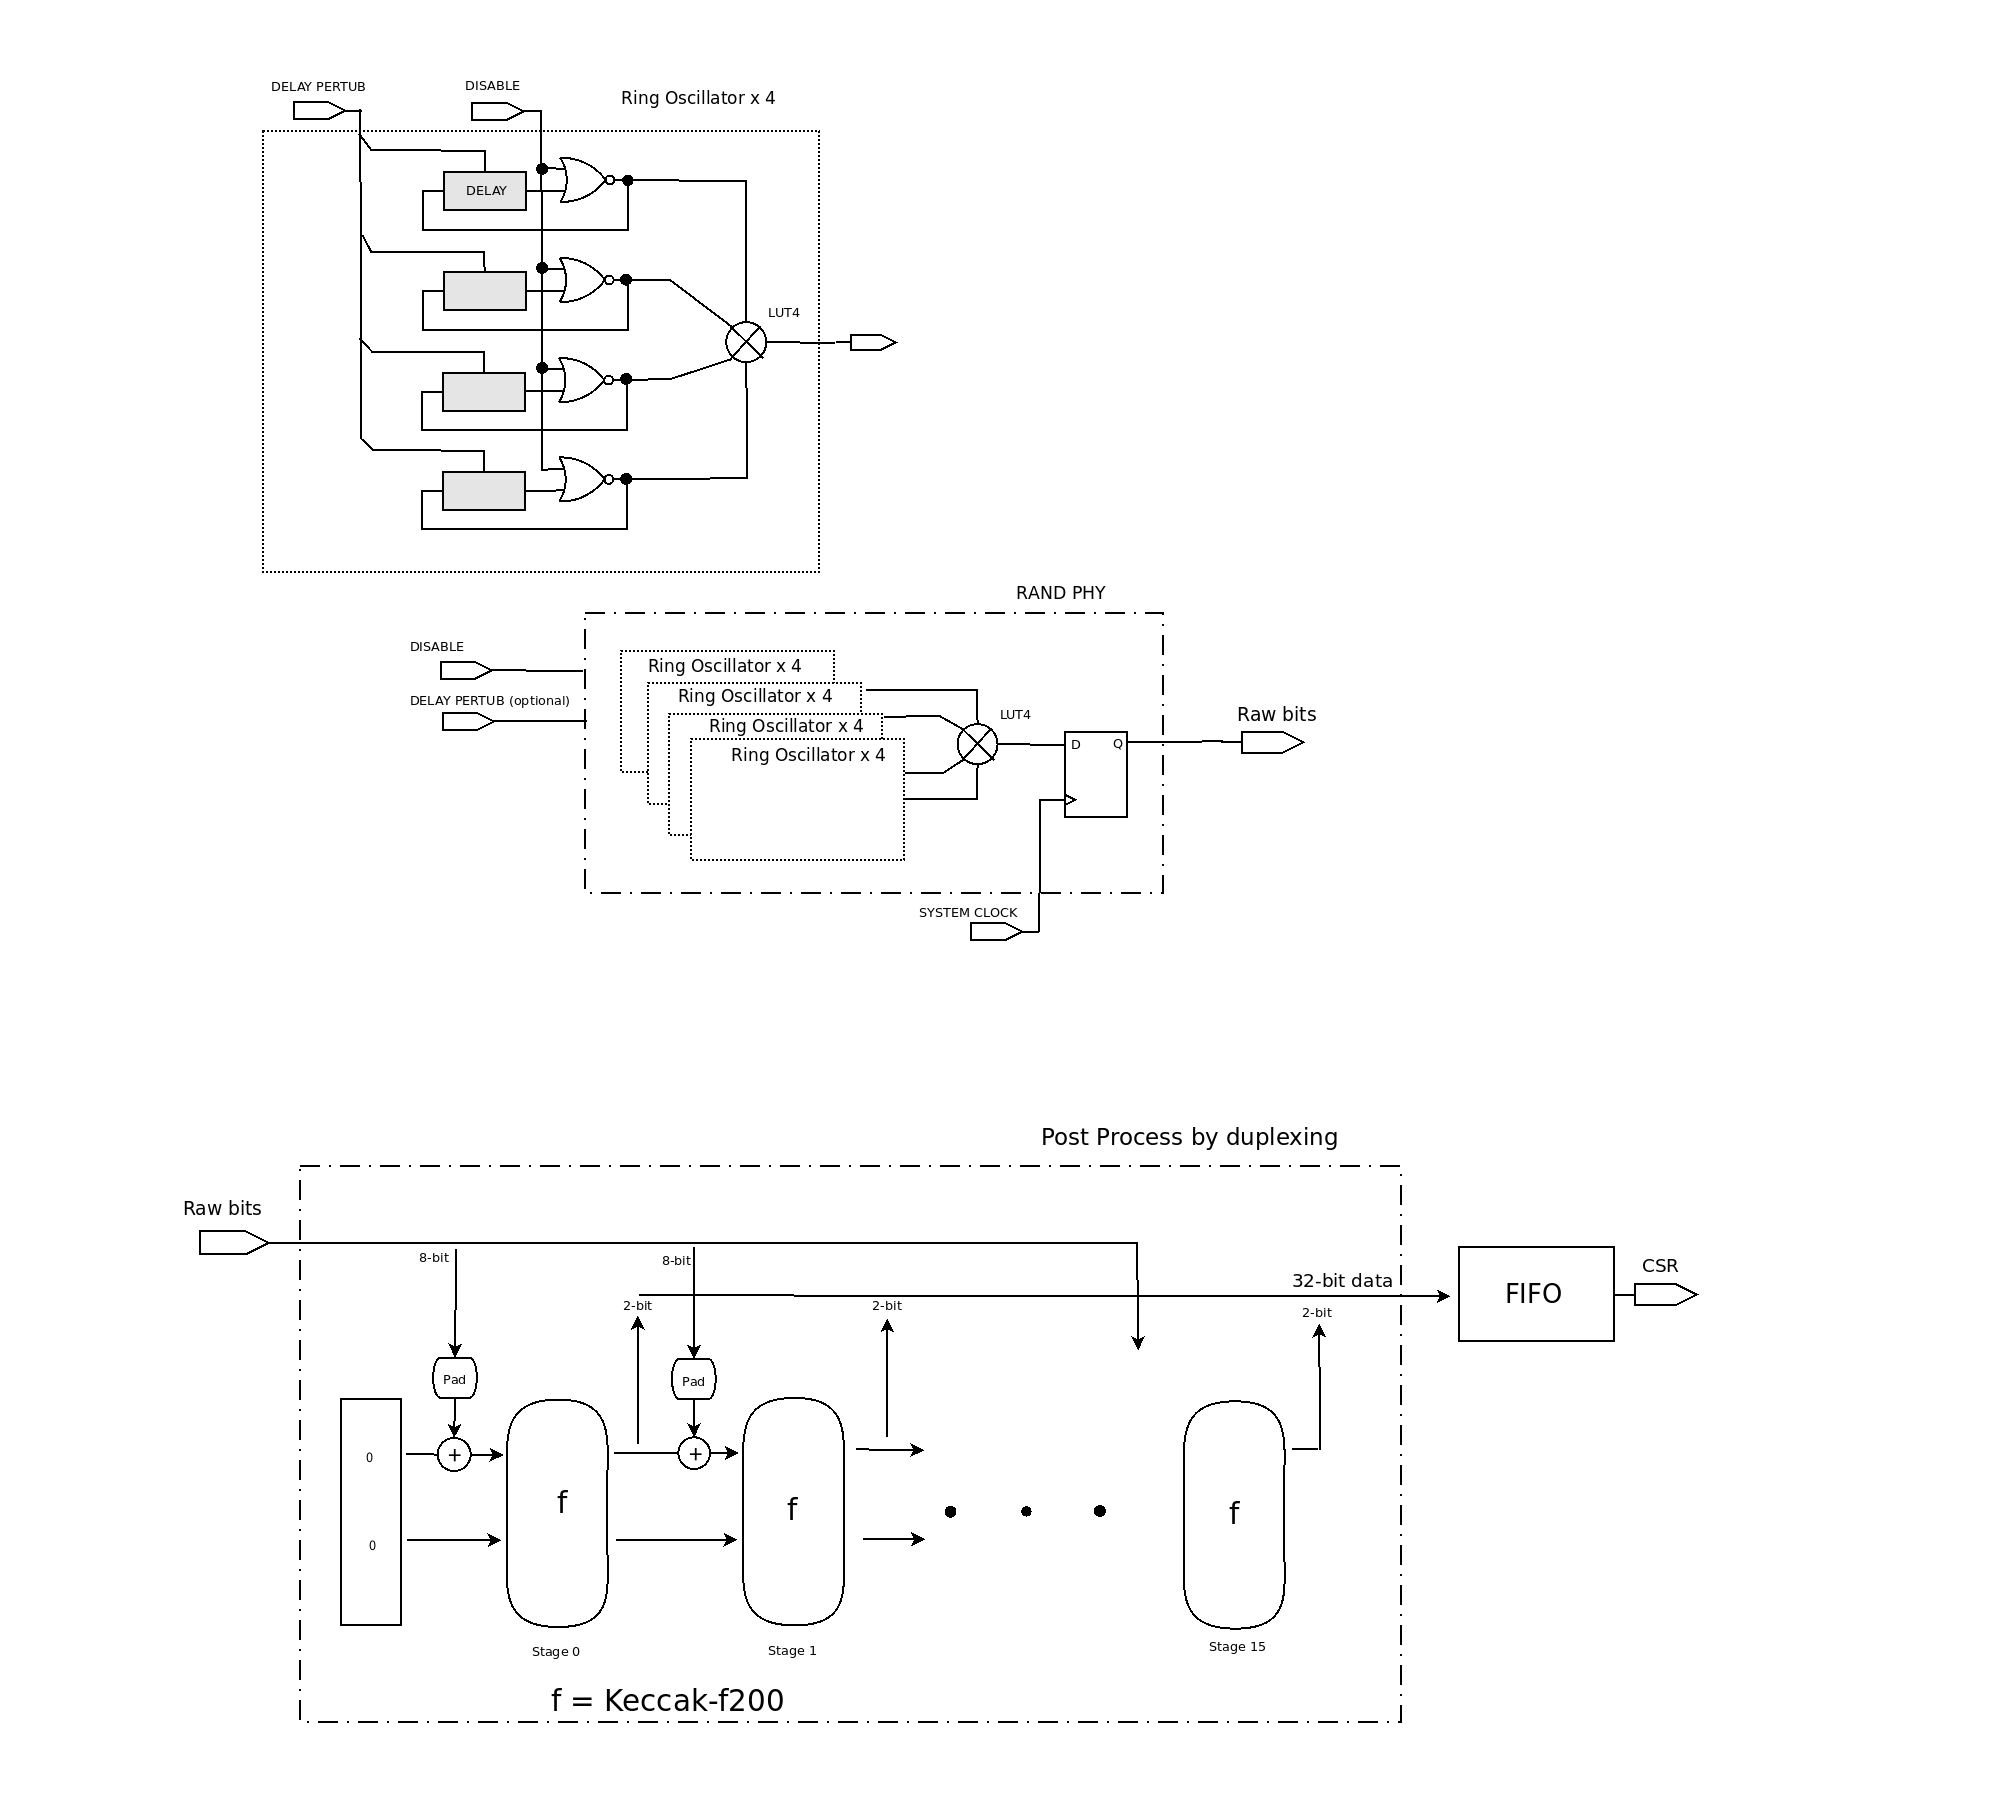 DELAY PERTUB
DISABLE
Ring Oscillator x 4
DELAY
LUT4
RAND PHY
DISABLE
DELAY PERTUB (optional)
Ring Oscillator x 4
Ring Oscillator x 4
Ring Oscillator x 4
Ring Oscillator x 4
LUT4
D
Q
Raw bits
SYSTEM CLOCK
Post Process by duplexing
Raw bits
8-bit
8-bit
2-bit
2-bit
32-bit data
2-bit
FIFO
CSR
Pad
Pad
+
+
0
0
f
f
f
Stage 0
Stage 1
Stage 15
f = Keccak-f200